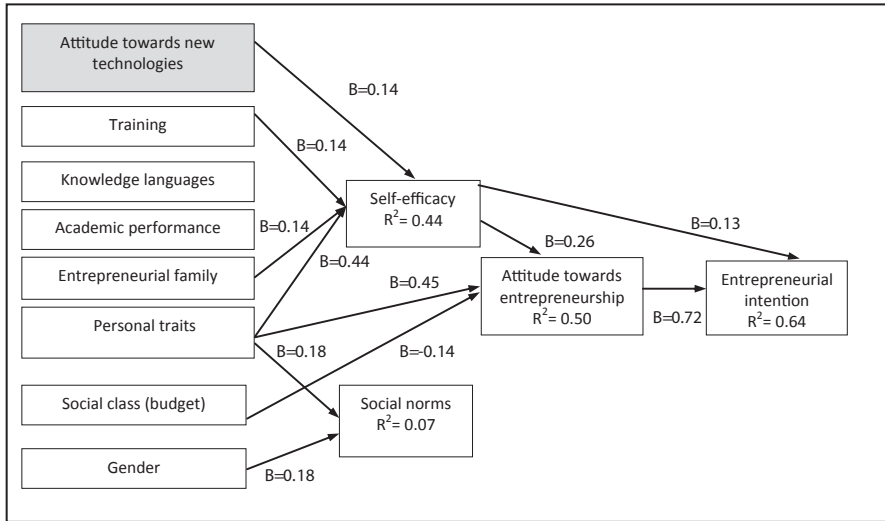 Attitude towards new
technologies
B=0.14
Training
B=0.14
Knowledge languages
Self-efficacy
R²= 0.44
Academic performance
B=0.14
B=0.13
B=0.26
Entrepreneurial family
B=0.44
Attitude towards
entrepreneurship
R²= 0.50
Entrepreneurial
intention
R²= 0.64
B=0.45
Personal traits
B=0.72
B=0.18
B=-0.14
Social class (budget)
Social norms
R²= 0.07
Gender
B=0.18